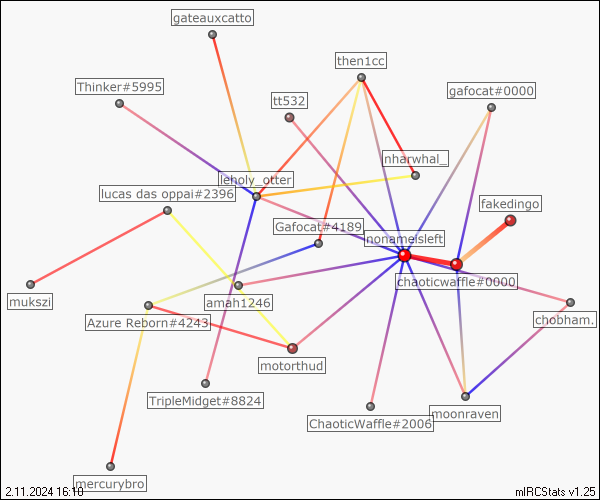 gateauxcatto
then1cc
Thinker#5995
gafocat#0000
tt532
nharwhal_
leholy_otter
lucas das oppai#2396
fakedingo
Gafocat#4189
nonameisleft
chaoticwaffle#0000
mukszi
amah1246
Azure Reborn#4243
chobham.
motorthud
TripleMidget#8824
moonraven
ChaoticWaffle#2006
mercurybro
2.11.2024 16:10
mIRCStats v1.25